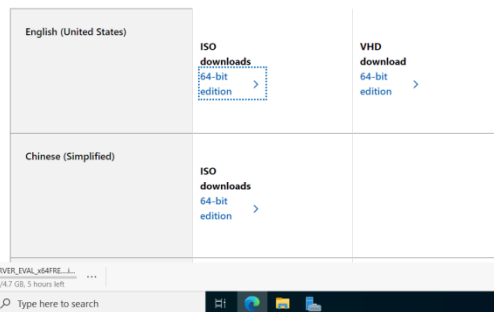 English (United States)
ISO
downloads
64-bit
edition
VHD
download
64-bit
edition
Chinese (Simplified)
ISO
downloads
64-bit
edition
RVER_EVAL_x64FRE....i...
/4.7 GB, 5 hours left
Type here to search